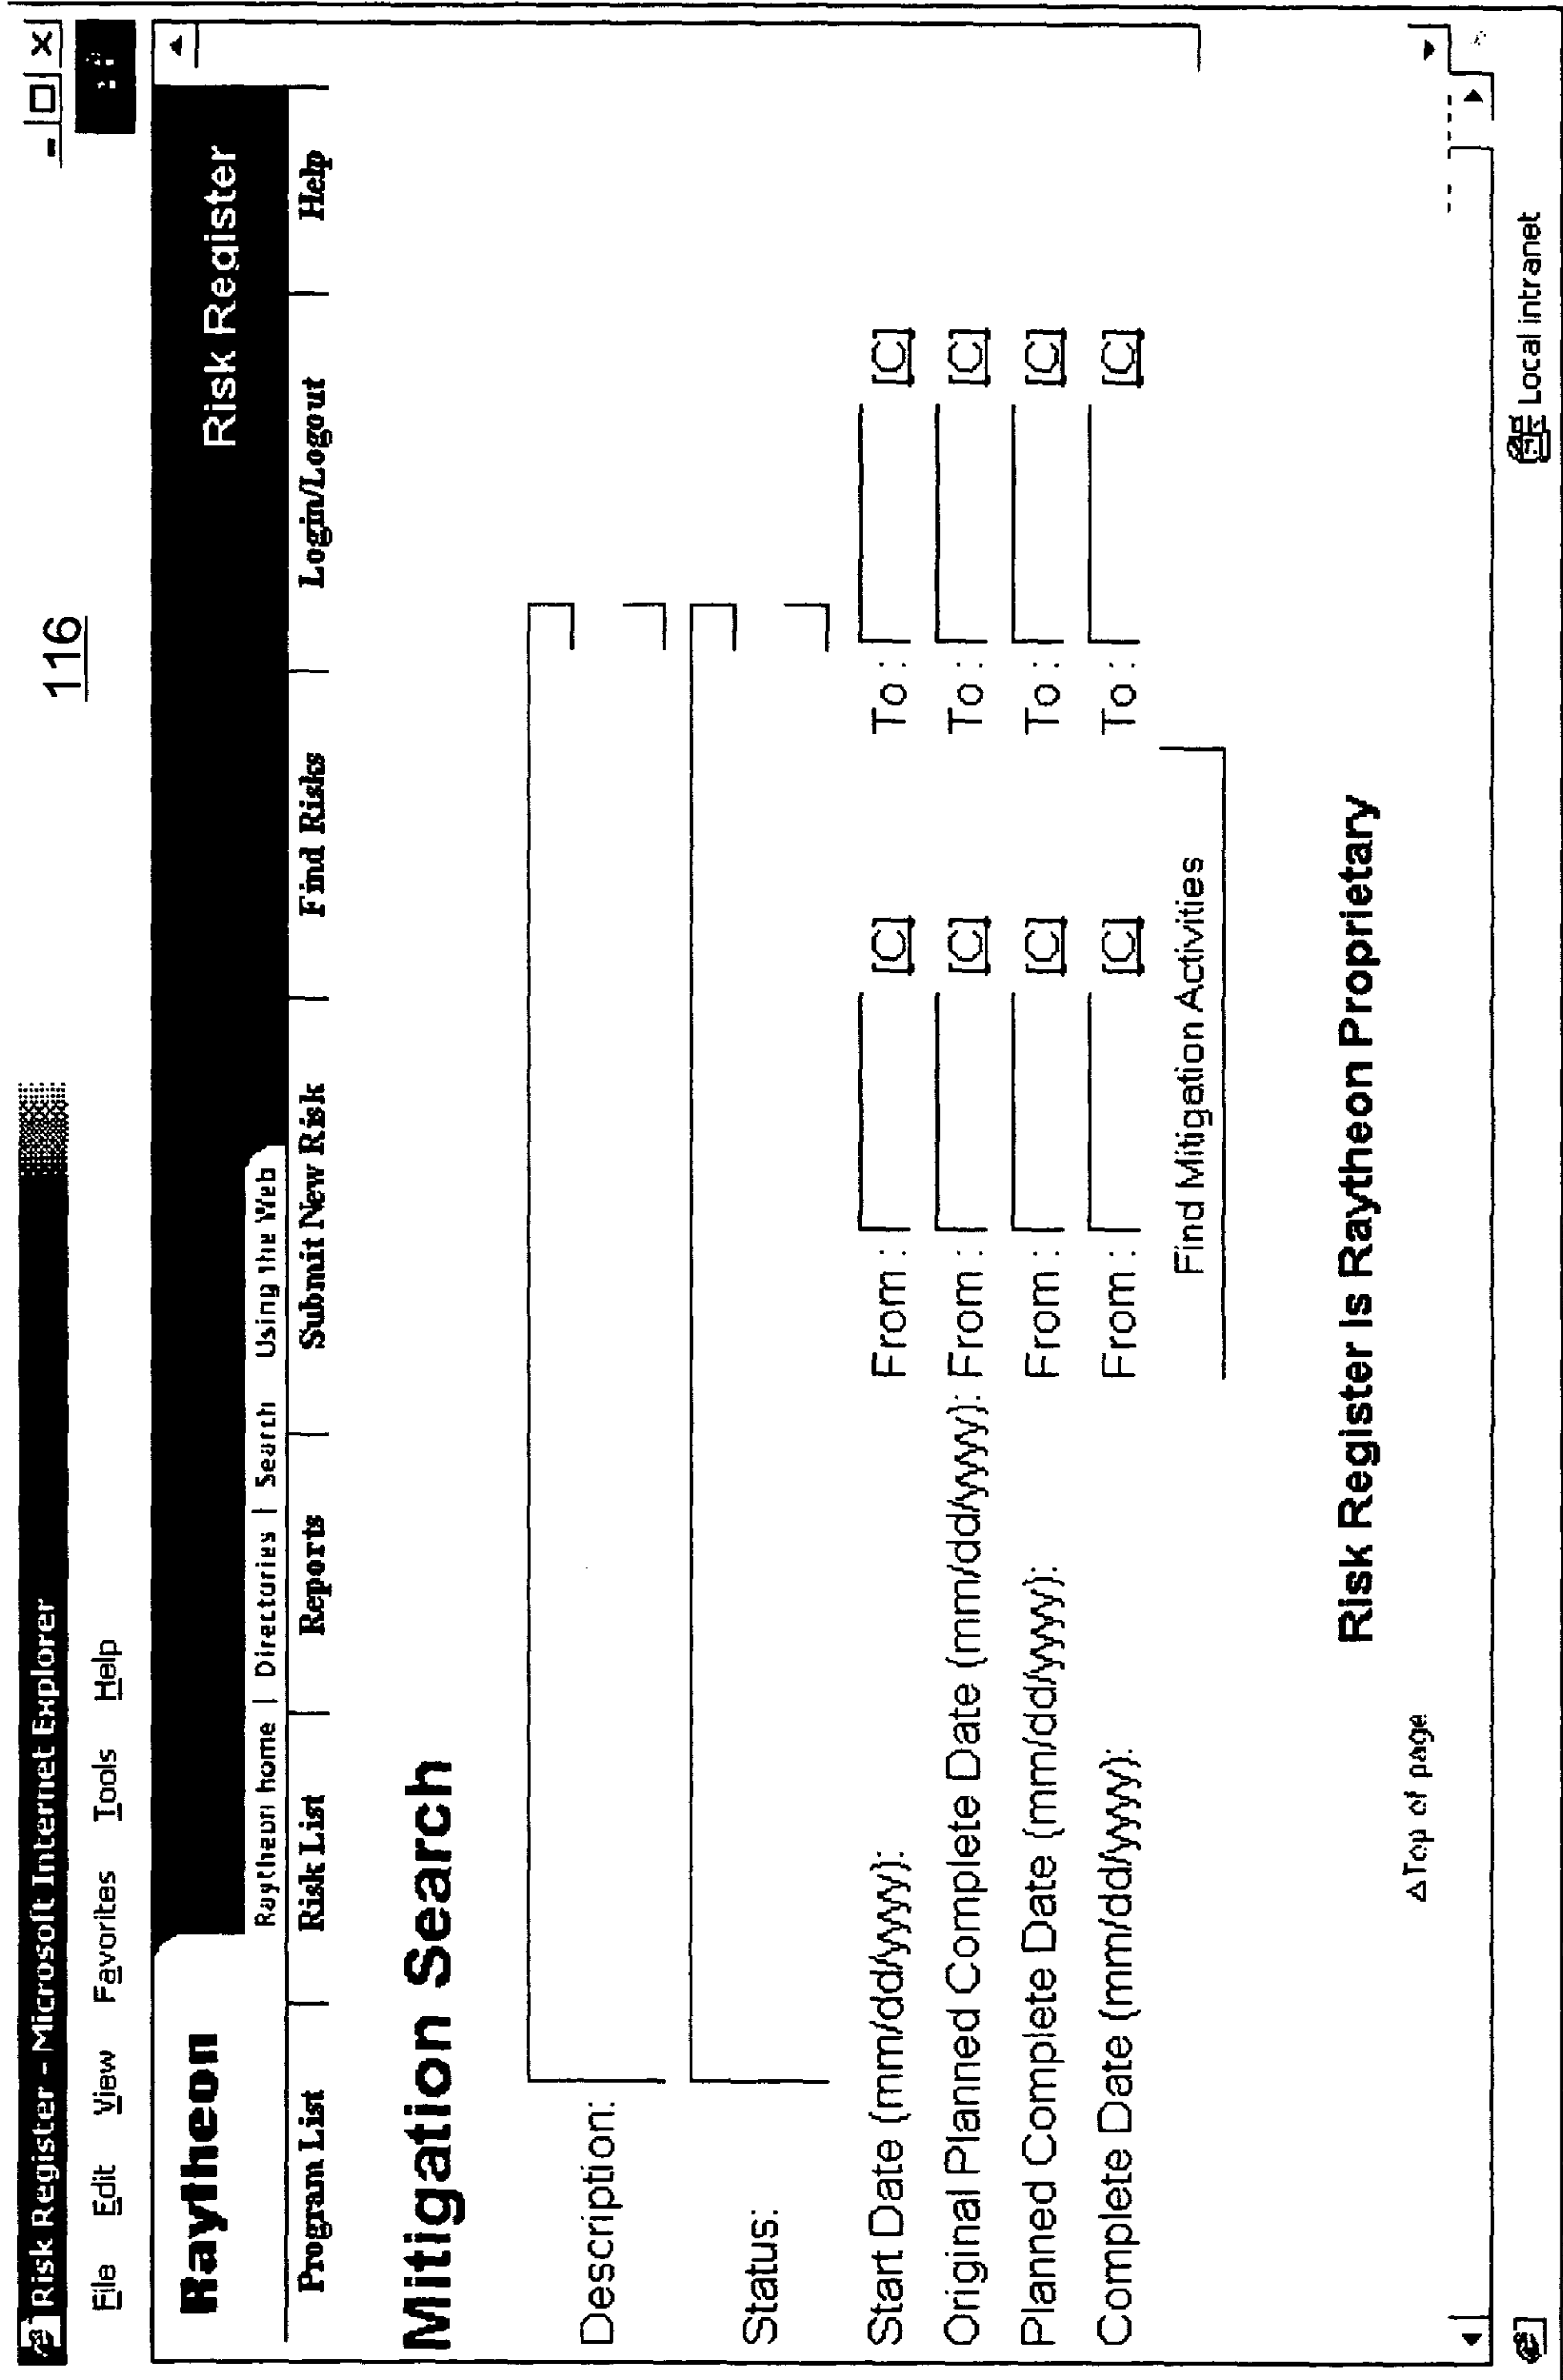 Risk Register - Microsoft Internet Explorer
116
File Edit View Favorites Tools Help
Raytheon
Risk Register
Raytheon home | Directories | Search Using the Web
Program List Risk List Reports Submit New Risk Find Risks Login/Logout Help
Mitigation Search
Description:
Status:
Start Date (mm/dd/yyyy): From : [C] To : [C]
Original Planned Complete Date (mm/dd/yyyy): From : [C] To : [C]
Planned Complete Date (mm/dd/yyyy): From : [C] To : [C]
Complete Date (mm/dd/yyyy): From : [C] To : [C]
Find Mitigation Activities
Risk Register Is Raytheon Proprietary
△Top of page
Local intranet